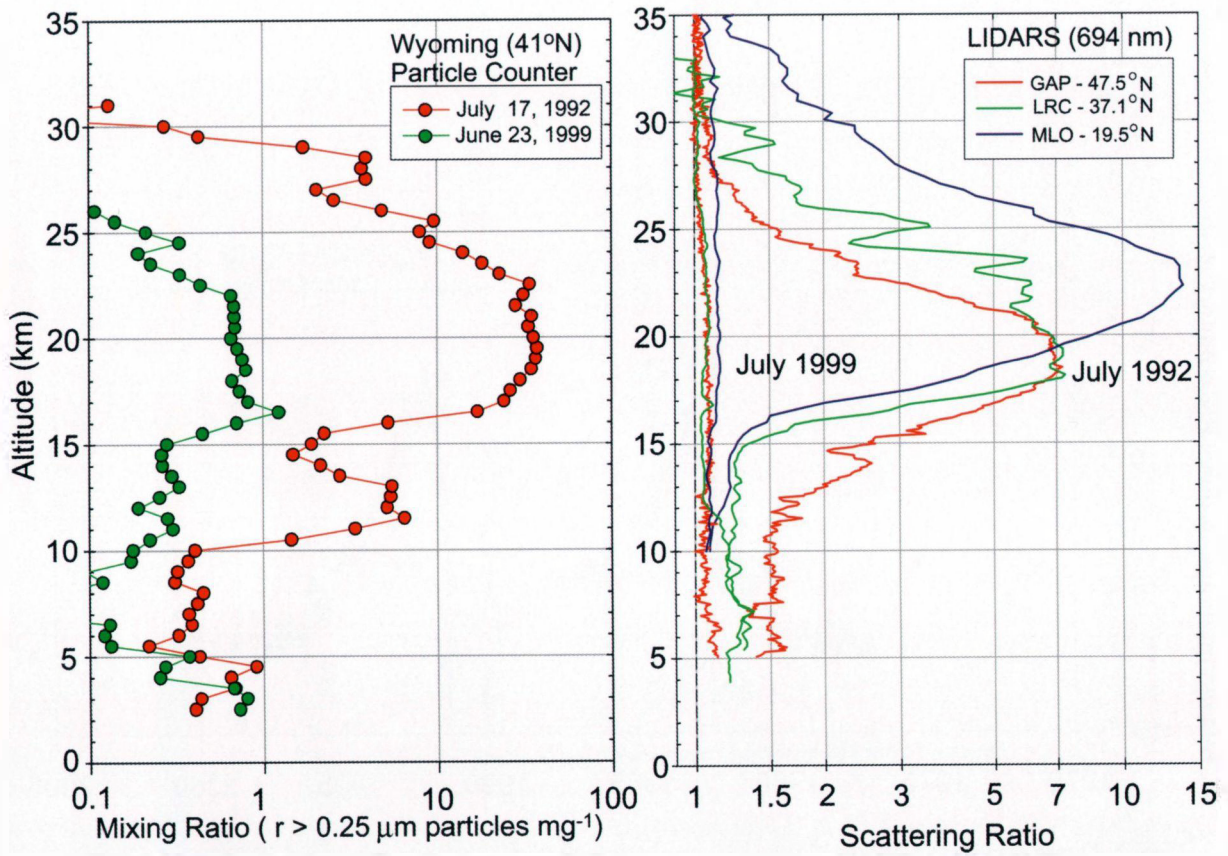 35
30
25
20
15
10
5
0
Altitude (km)
0.1
1
10
100
Mixing Ratio ( r > 0.25 μm particles mg⁻¹)
Wyoming (41°N)
Particle Counter
July 17, 1992
June 23, 1999
35
30
25
20
15
10
5
0
1
1.5
2
3
5
7
10
15
Scattering Ratio
LIDARS (694 nm)
GAP - 47.5°N
LRC - 37.1°N
MLO - 19.5°N
July 1999
July 1992